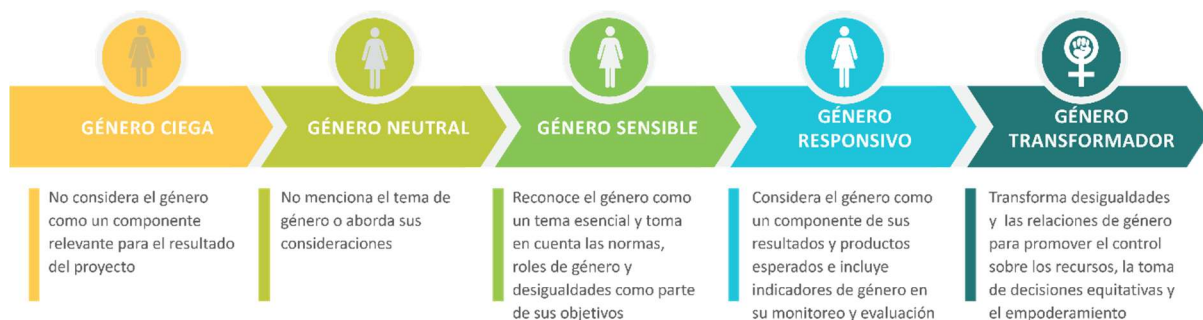 GÉNERO CIEGA
No considera el género
como un componente
relevante para el resultado
del proyecto
GÉNERO NEUTRAL
No menciona el tema de
género o aborda sus
consideraciones
GÉNERO SENSIBLE
Reconoce el género como
un tema esencial y toma
en cuenta las normas,
roles de género y
desigualdades como parte
de sus objetivos
GÉNERO
RESPONSIVO
Considera el género como
un componente de sus
resultados y productos
esperados e incluye
indicadores de género en
su monitoreo y evaluación
GÉNERO
TRANSFORMADOR
Transforma desigualdades
y las relaciones de género
para promover el control
sobre los recursos, la toma
de decisiones equitativas y
el empoderamiento